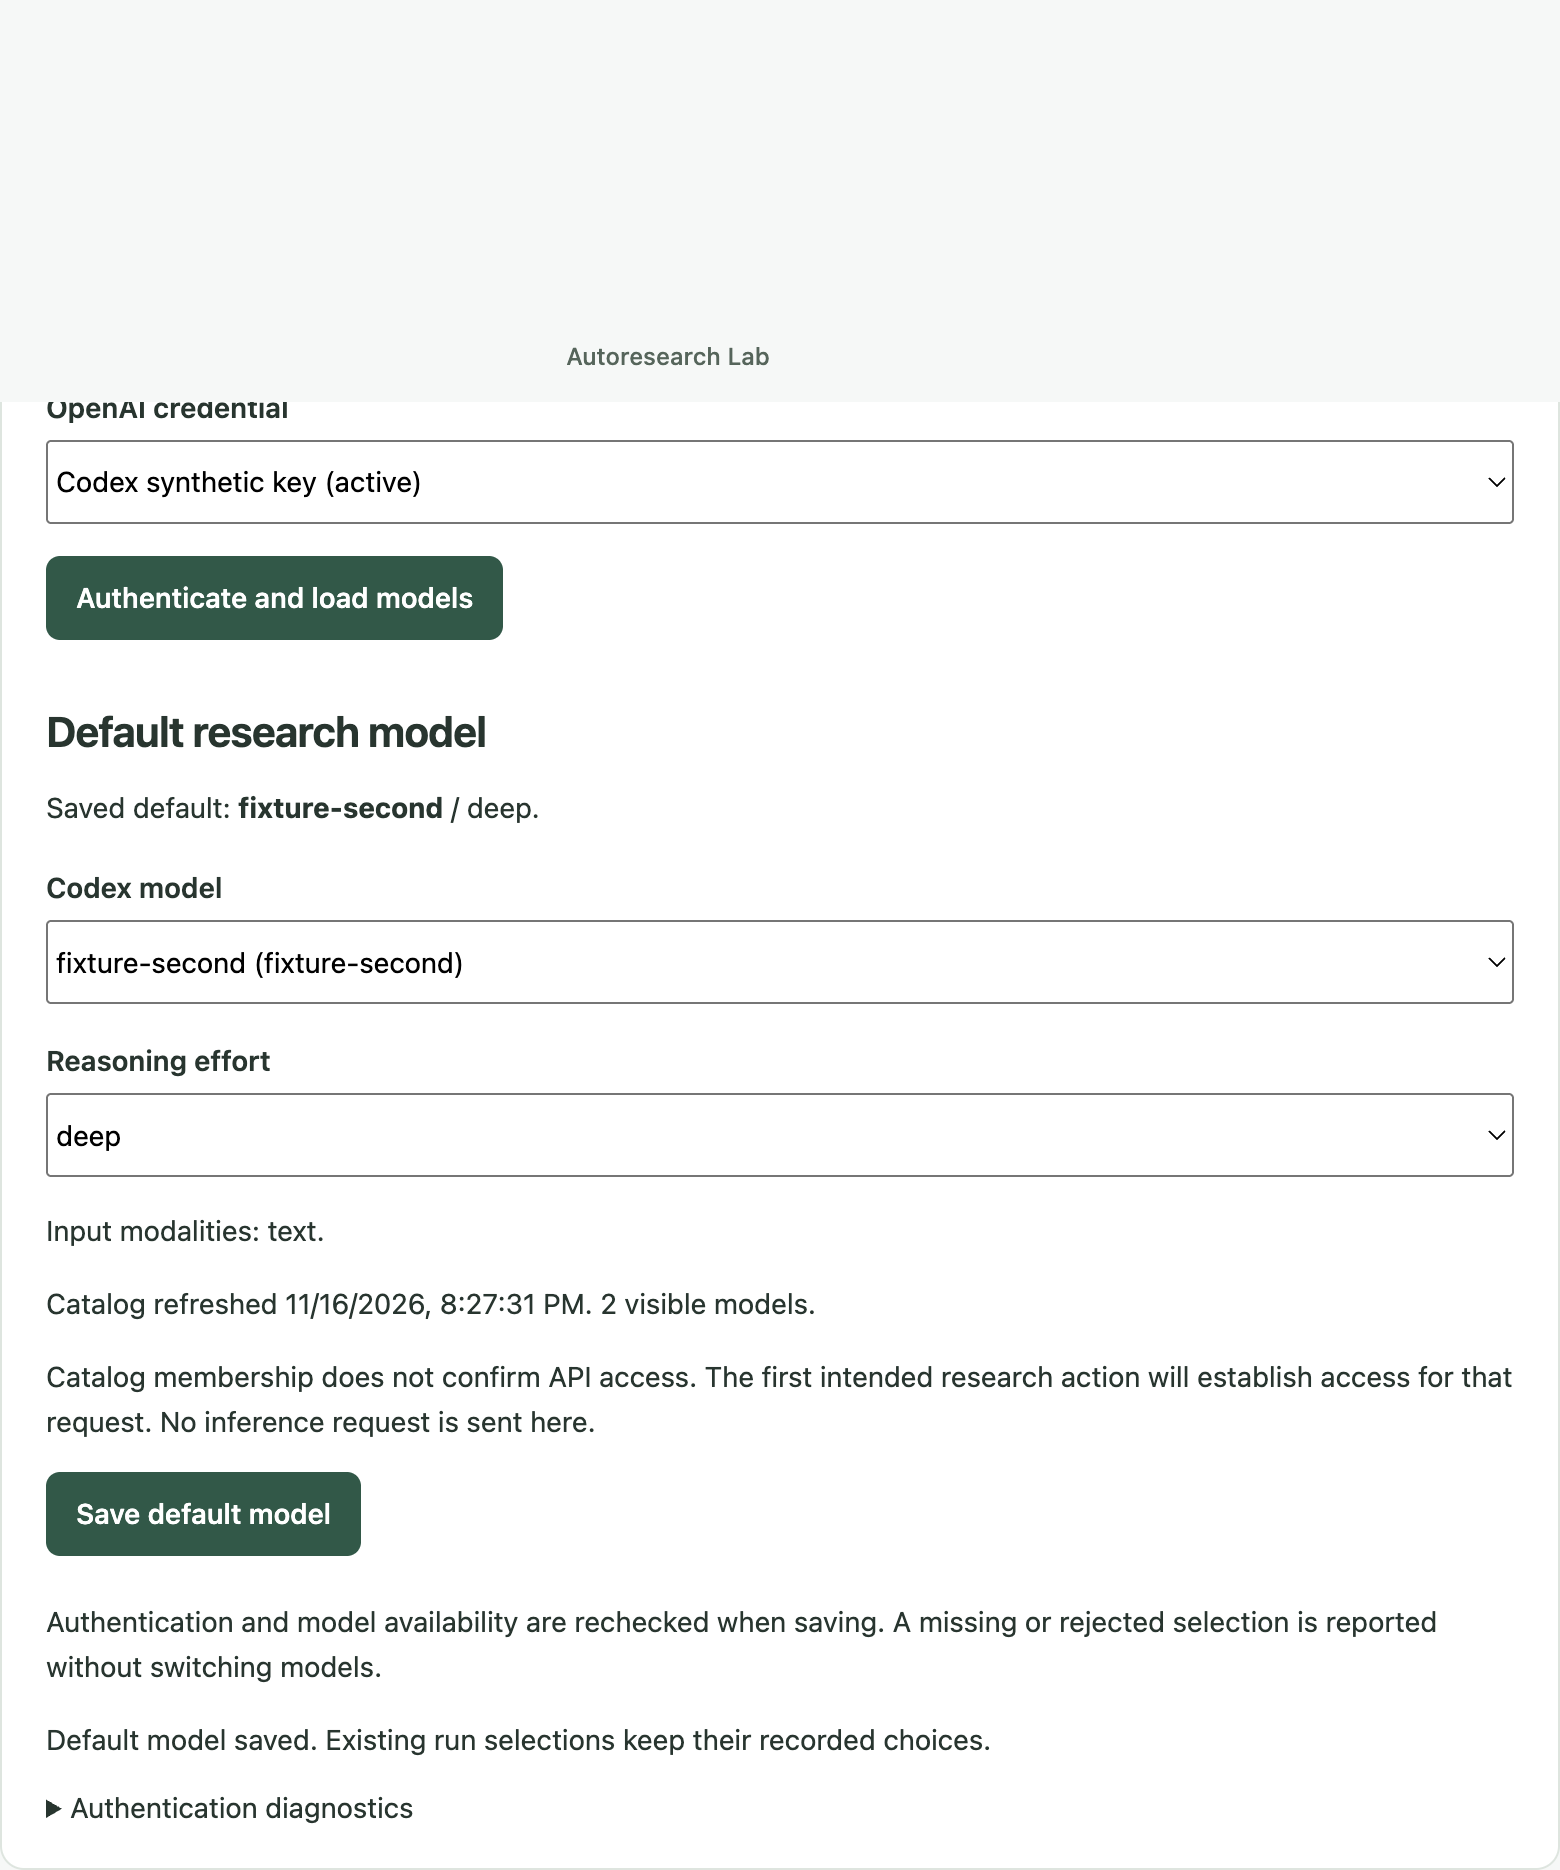 Autoresearch Lab
OpenAI credential
Codex synthetic key (active)
Authenticate and load models
Default research model
Saved default: fixture-second / deep.
Codex model
fixture-second (fixture-second)
Reasoning effort
deep
Input modalities: text.
Catalog refreshed 11/16/2026, 8:27:31 PM. 2 visible models.
Catalog membership does not confirm API access. The first intended research action will establish access for that
request. No inference request is sent here.
Save default model
Authentication and model availability are rechecked when saving. A missing or rejected selection is reported
without switching models.
Default model saved. Existing run selections keep their recorded choices.
Authentication diagnostics